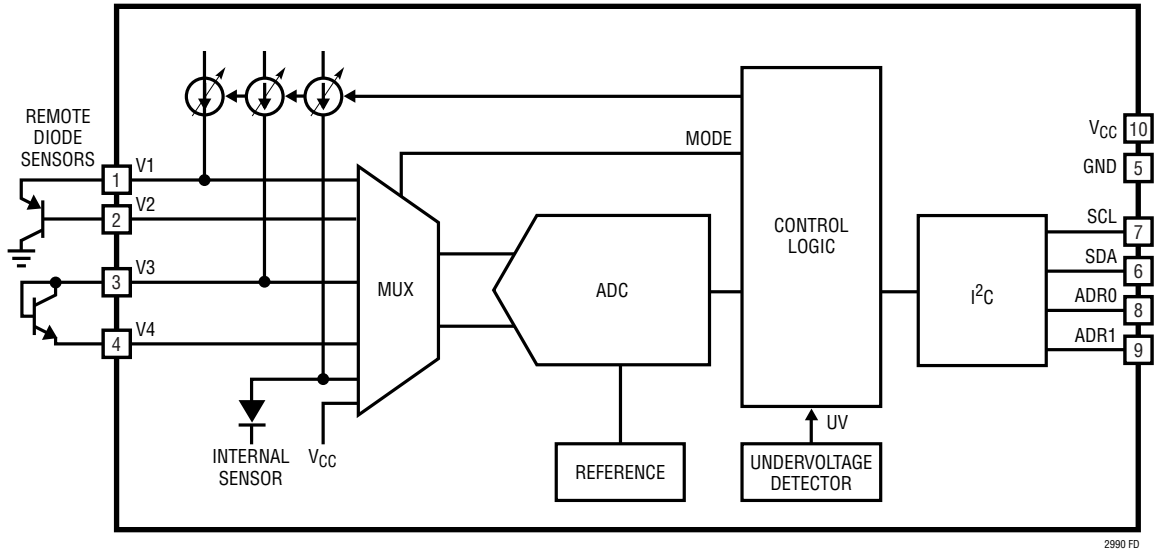 REMOTE
DIODE
SENSORS
1
V1
2
V2
3
V3
4
V4
MODE
MUX
ADC
CONTROL
LOGIC
I²C
VCC
10
GND
5
SCL
7
SDA
6
ADR0
8
ADR1
9
INTERNAL
SENSOR
VCC
REFERENCE
UV
UNDERVOLTAGE
DETECTOR
2990 FD